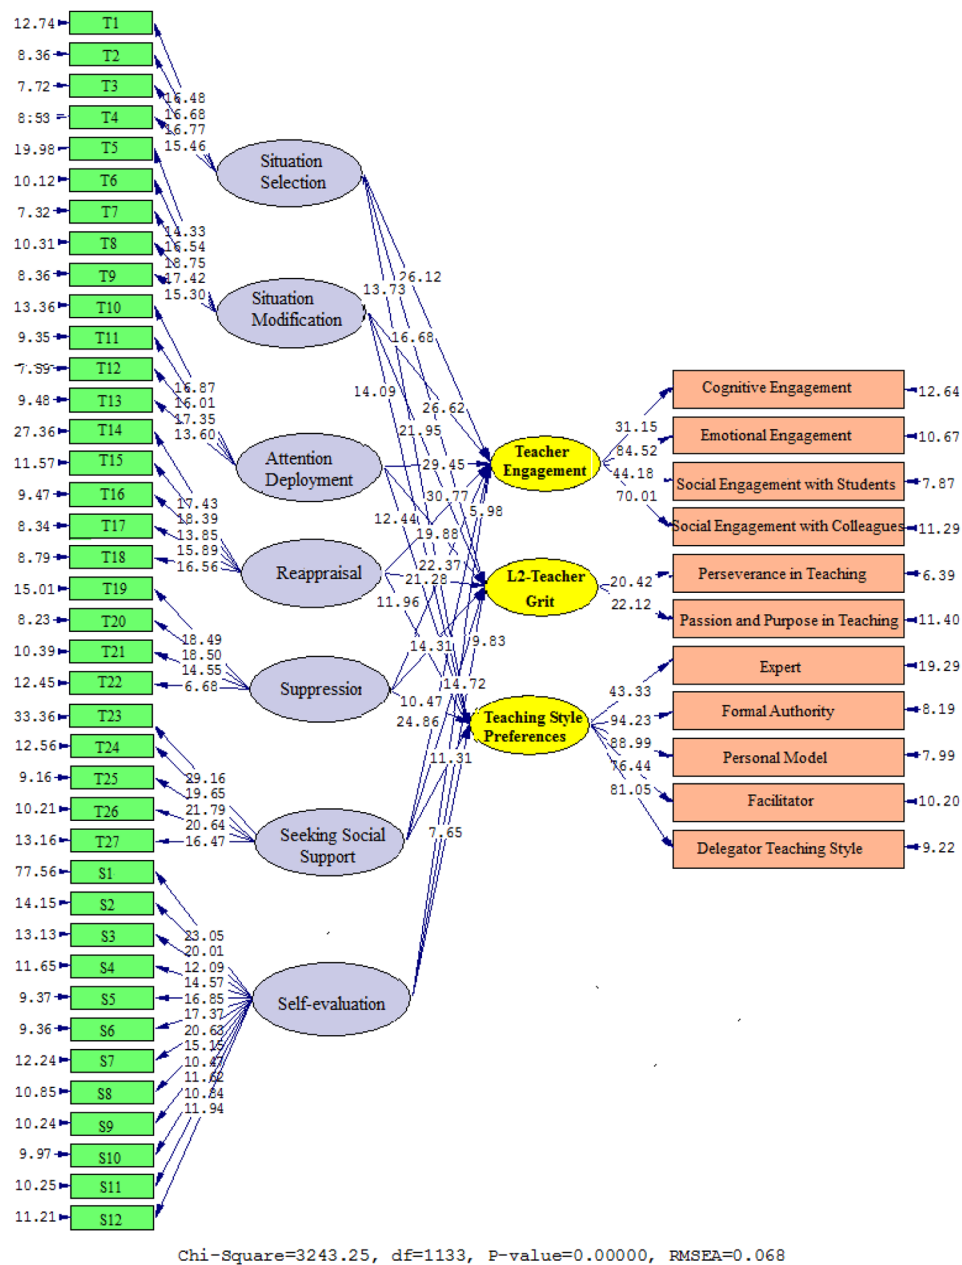 12.74 T1
8.36 T2
7.72 T3
8.53 T4
19.98 T5
10.12 T6
7.32 T7
10.31 T8
8.36 T9
13.36 T10
9.35 T11
7.59 T12
9.48 T13
27.36 T14
11.57 T15
9.47 T16
8.34 T17
8.79 T18
15.01 T19
8.23 T20
10.39 T21
12.45 T22
33.36 T23
12.56 T24
9.16 T25
10.21 T26
13.16 T27
77.56 S1
14.15 S2
13.13 S3
11.65 S4
9.37 S5
9.36 S6
12.24 S7
10.85 S8
10.24 S9
9.97 S10
10.25 S11
11.21 S12
16.48
16.68
16.77
15.46
14.33
16.54
18.75
17.42
15.30
16.87
16.01
17.35
13.60
17.43
18.39
13.85
15.89
16.56
18.49
18.50
14.55
6.68
29.16
19.65
21.79
20.64
16.47
23.05
20.01
12.09
14.57
16.85
17.37
20.63
15.15
10.47
11.62
10.84
11.94
Situation
Selection
Situation
Modification
Attention
Deployment
Reappraisal
Suppression
Seeking Social
Support
Self-evaluation
26.12
13.73
16.68
14.09
26.62
21.95
29.45
30.77
5.98
12.44
19.88
22.37
21.28
11.96
9.83
14.31
14.72
10.47
24.86
11.31
7.65
Teacher
Engagement
L2-Teacher
Grit
Teaching Style
Preferences
31.15
84.52
44.18
70.01
20.42
22.12
43.33
94.23
88.99
76.44
81.05
Cognitive Engagement 12.64
Emotional Engagement 10.67
Social Engagement with Students 7.87
Social Engagement with Colleagues 11.29
Perseverance in Teaching 6.39
Passion and Purpose in Teaching 11.40
Expert 19.29
Formal Authority 8.19
Personal Model 7.99
Facilitator 10.20
Delegator Teaching Style 9.22
Chi-Square=3243.25, df=1133, P-value=0.00000, RMSEA=0.068